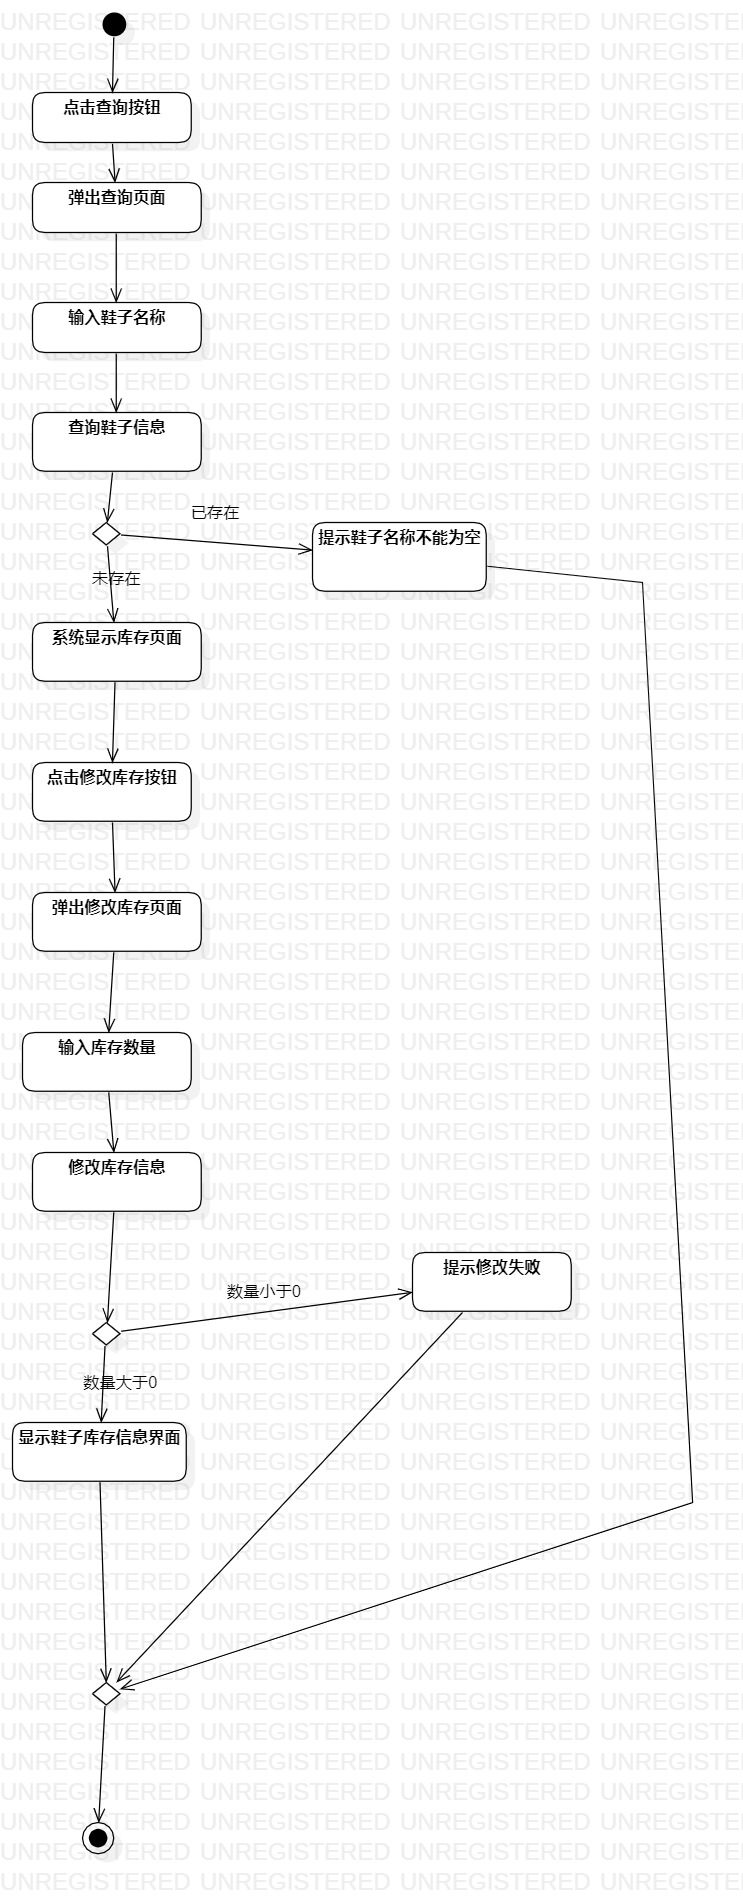 点击查询按钮
弹出查询页面
输入鞋子名称
查询鞋子信息
已存在
提示鞋子名称不能为空
未存在
系统显示库存页面
点击修改库存按钮
弹出修改库存页面
输入库存数量
修改库存信息
提示修改失败
数量小于0
数量大于0
显示鞋子库存信息界面
UNREGISTERED